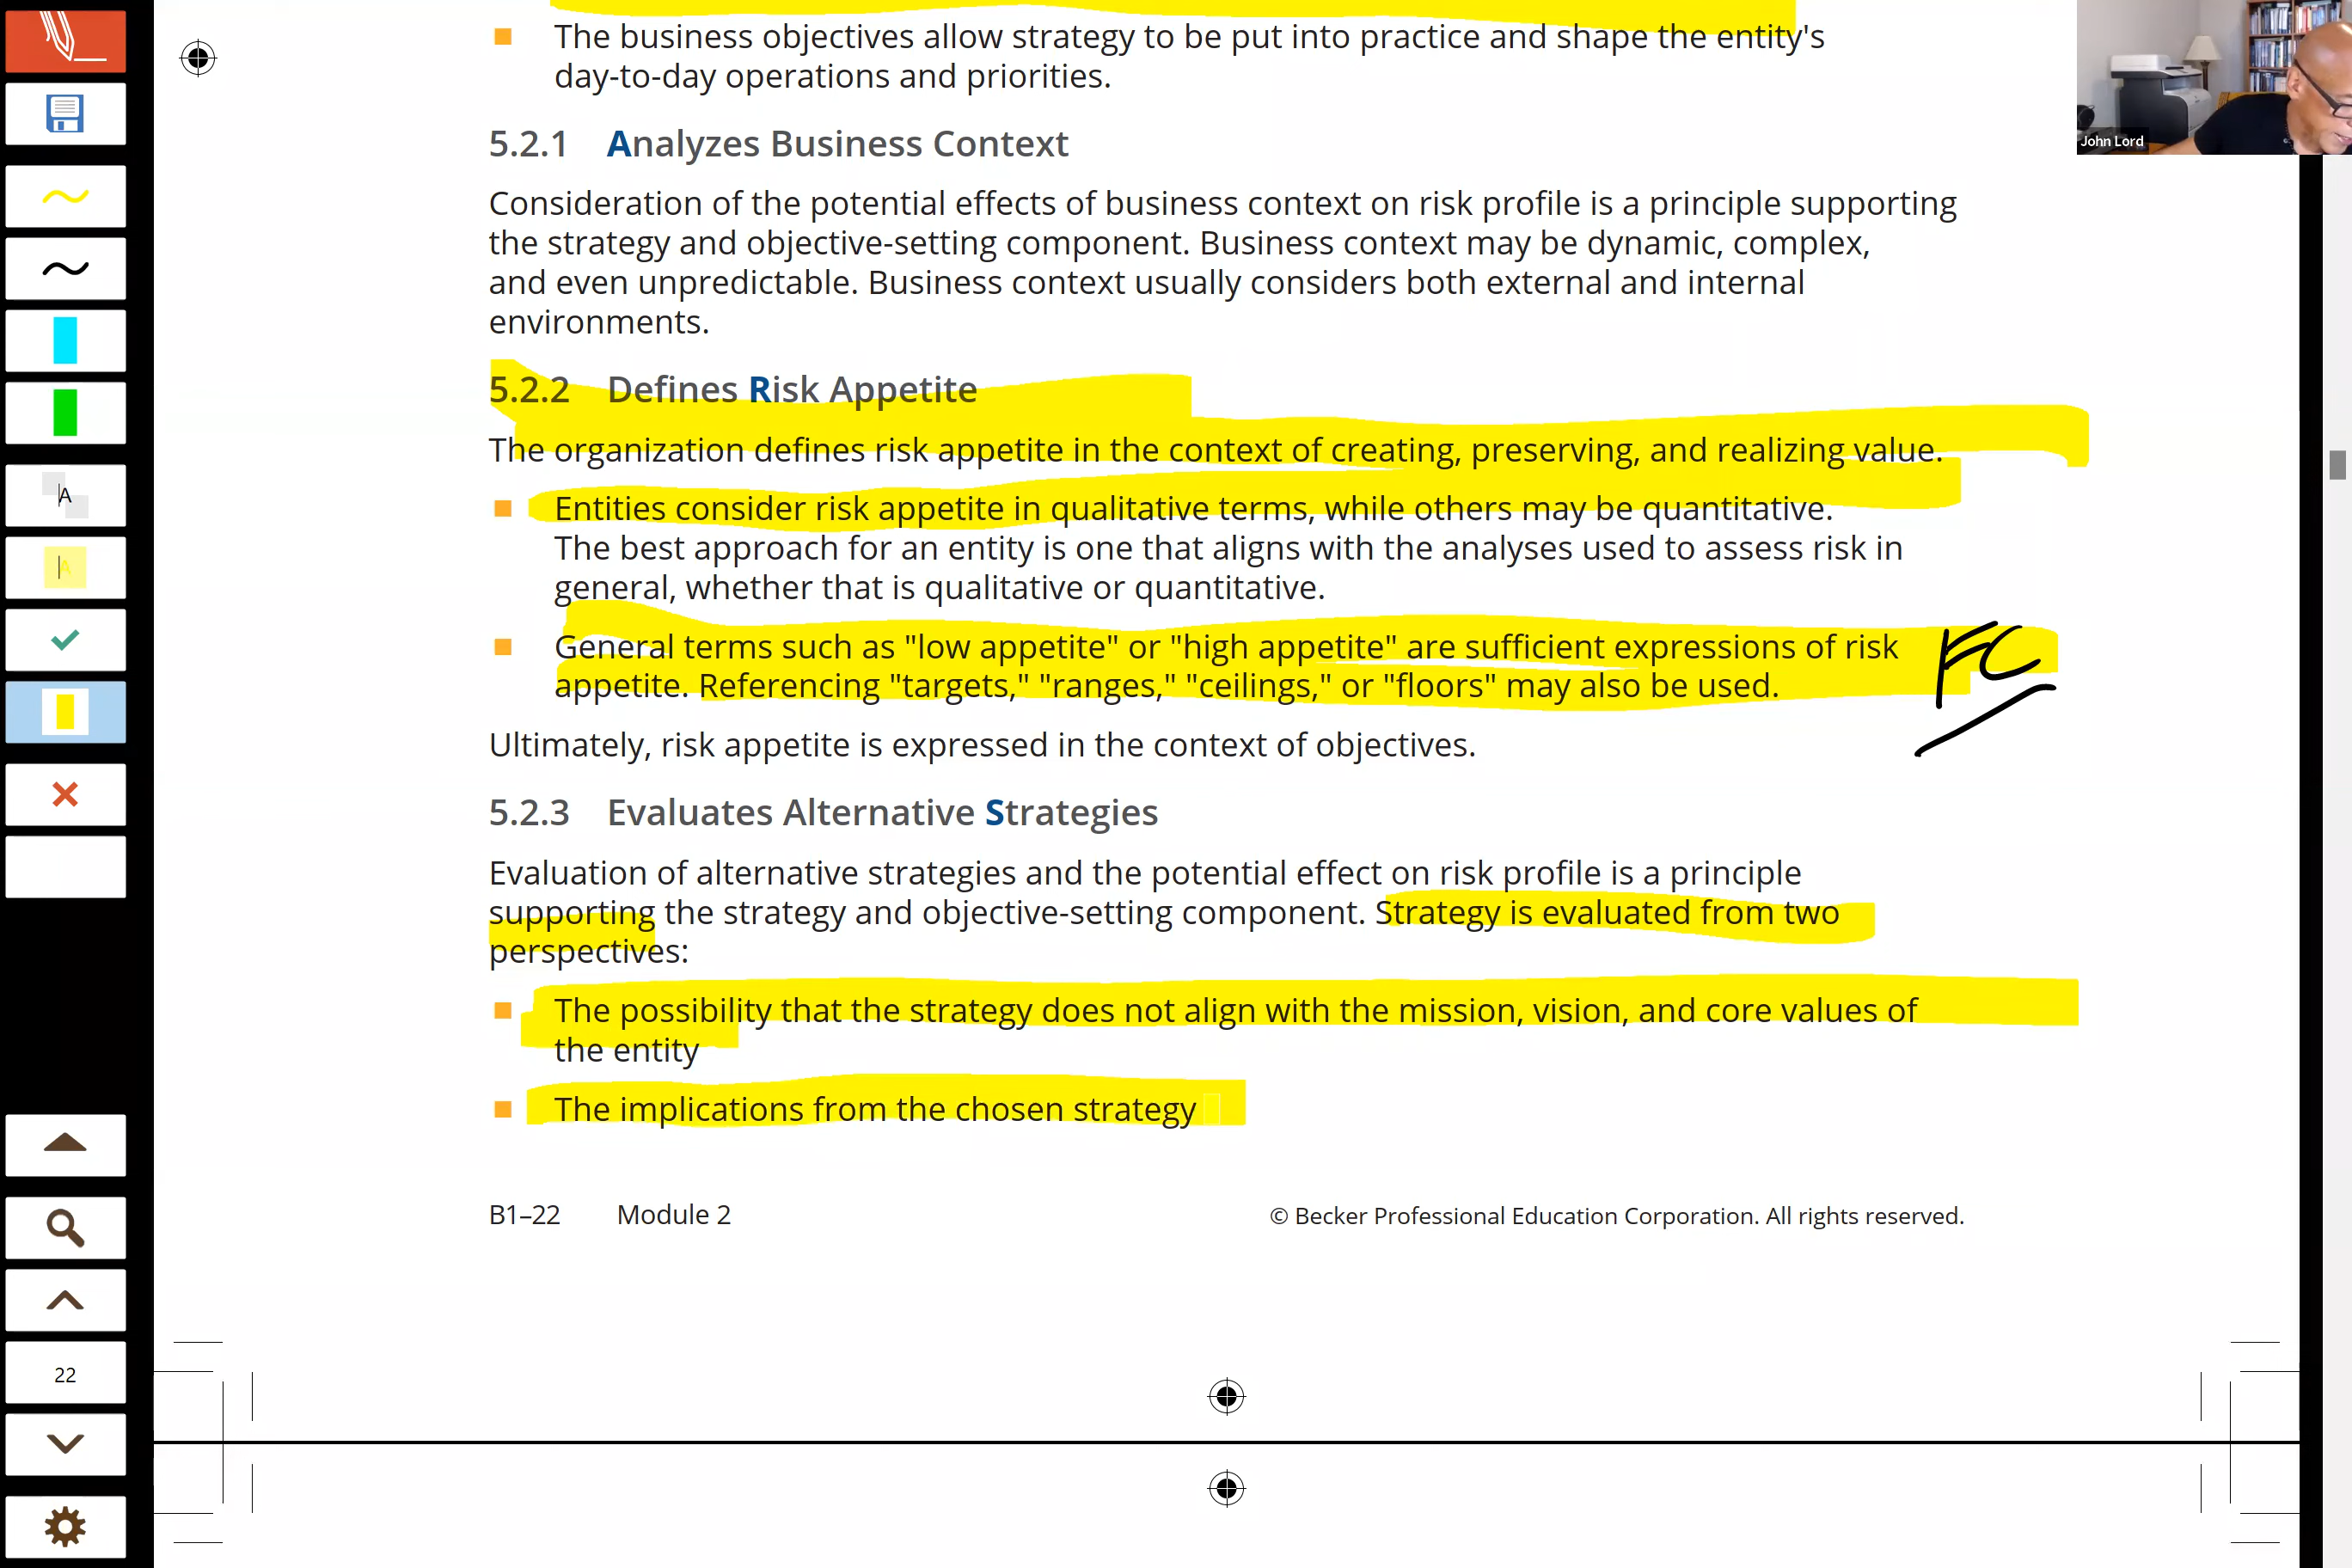 The business objectives allow strategy to be put into practice and shape the entity's
day-to-day operations and priorities.
John Lord
5.2.1 Analyzes Business Context
Consideration of the potential effects of business context on risk profile is a principle supporting
the strategy and objective-setting component. Business context may be dynamic, complex,
and even unpredictable. Business context usually considers both external and internal
environments.
5.2.2 Defines Risk Appetite
The organization defines risk appetite in the context of creating, preserving, and realizing value.
Entities consider risk appetite in qualitative terms, while others may be quantitative.
The best approach for an entity is one that aligns with the analyses used to assess risk in
general, whether that is qualitative or quantitative.
General terms such as "low appetite" or "high appetite" are sufficient expressions of risk
appetite. Referencing "targets," "ranges," "ceilings," or "floors" may also be used.
FC
Ultimately, risk appetite is expressed in the context of objectives.
5.2.3 Evaluates Alternative Strategies
Evaluation of alternative strategies and the potential effect on risk profile is a principle
supporting the strategy and objective-setting component. Strategy is evaluated from two
perspectives:
The possibility that the strategy does not align with the mission, vision, and core values of
the entity
The implications from the chosen strategy
B1–22 Module 2 © Becker Professional Education Corporation. All rights reserved.
A
A
22